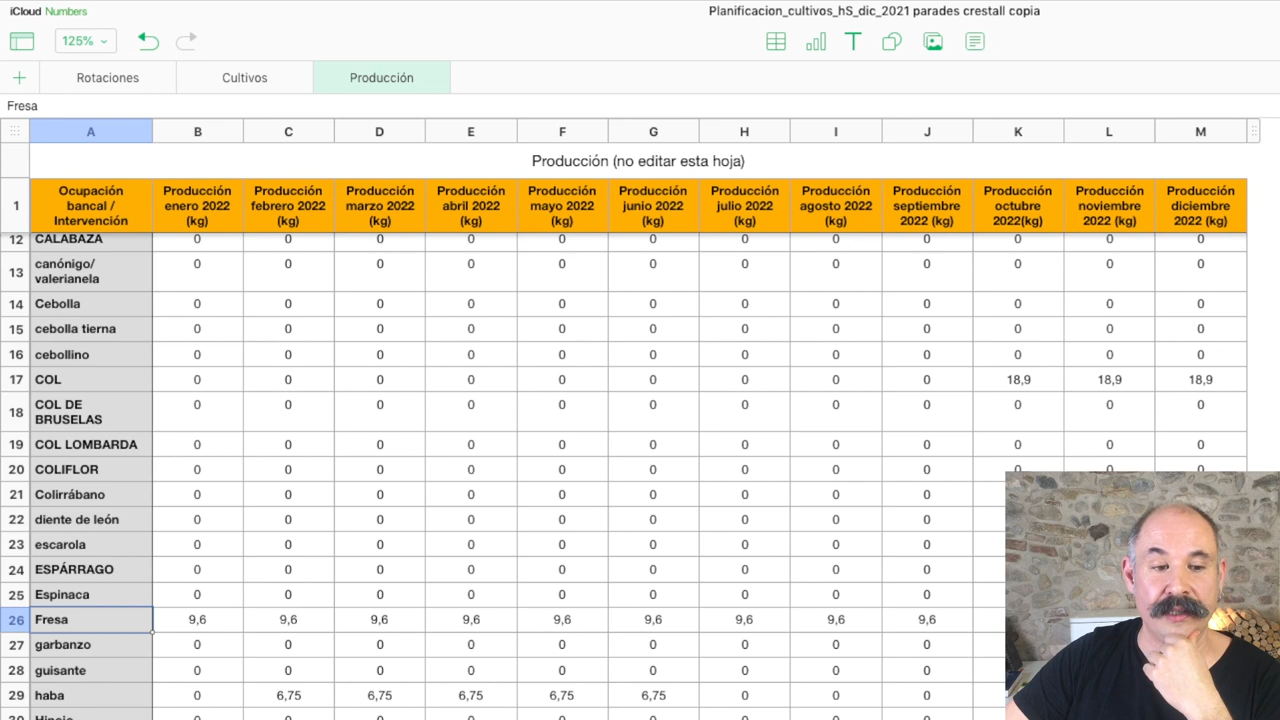 iCloud Numbers
Planificacion_cultivos_hS_dic_2021 parades crestall copia
125%
Rotaciones Cultivos Producción
Fresa
A B C D E F G H I J K L M
Producción (no editar esta hoja)
1 Ocupación bancal / Intervención Producción enero 2022 (kg) Producción febrero 2022 (kg) Producción marzo 2022 (kg) Producción abril 2022 (kg) Producción mayo 2022 (kg) Producción junio 2022 (kg) Producción julio 2022 (kg) Producción agosto 2022 (kg) Producción septiembre 2022 (kg) Producción octubre 2022(kg) Producción noviembre 2022 (kg) Producción diciembre 2022 (kg)
12 CALABAZA 0 0 0 0 0 0 0 0 0 0 0 0
13 canónigo/ valerianela 0 0 0 0 0 0 0 0 0 0 0 0
14 Cebolla 0 0 0 0 0 0 0 0 0 0 0 0
15 cebolla tierna 0 0 0 0 0 0 0 0 0 0 0 0
16 cebollino 0 0 0 0 0 0 0 0 0 0 0 0
17 COL 0 0 0 0 0 0 0 0 0 18,9 18,9 18,9
18 COL DE BRUSELAS 0 0 0 0 0 0 0 0 0 0 0 0
19 COL LOMBARDA 0 0 0 0 0 0 0 0 0 0 0 0
20 COLIFLOR 0 0 0 0 0 0 0 0 0 0 0 0
21 Colirrábano 0 0 0 0 0 0 0 0 0
22 diente de león 0 0 0 0 0 0 0 0 0
23 escarola 0 0 0 0 0 0 0 0 0
24 ESPÁRRAGO 0 0 0 0 0 0 0 0 0
25 Espinaca 0 0 0 0 0 0 0 0 0
26 Fresa 9,6 9,6 9,6 9,6 9,6 9,6 9,6 9,6 9,6
27 garbanzo 0 0 0 0 0 0 0 0 0
28 guisante 0 0 0 0 0 0 0 0 0
29 haba 0 6,75 6,75 6,75 6,75 6,75 0 0 0